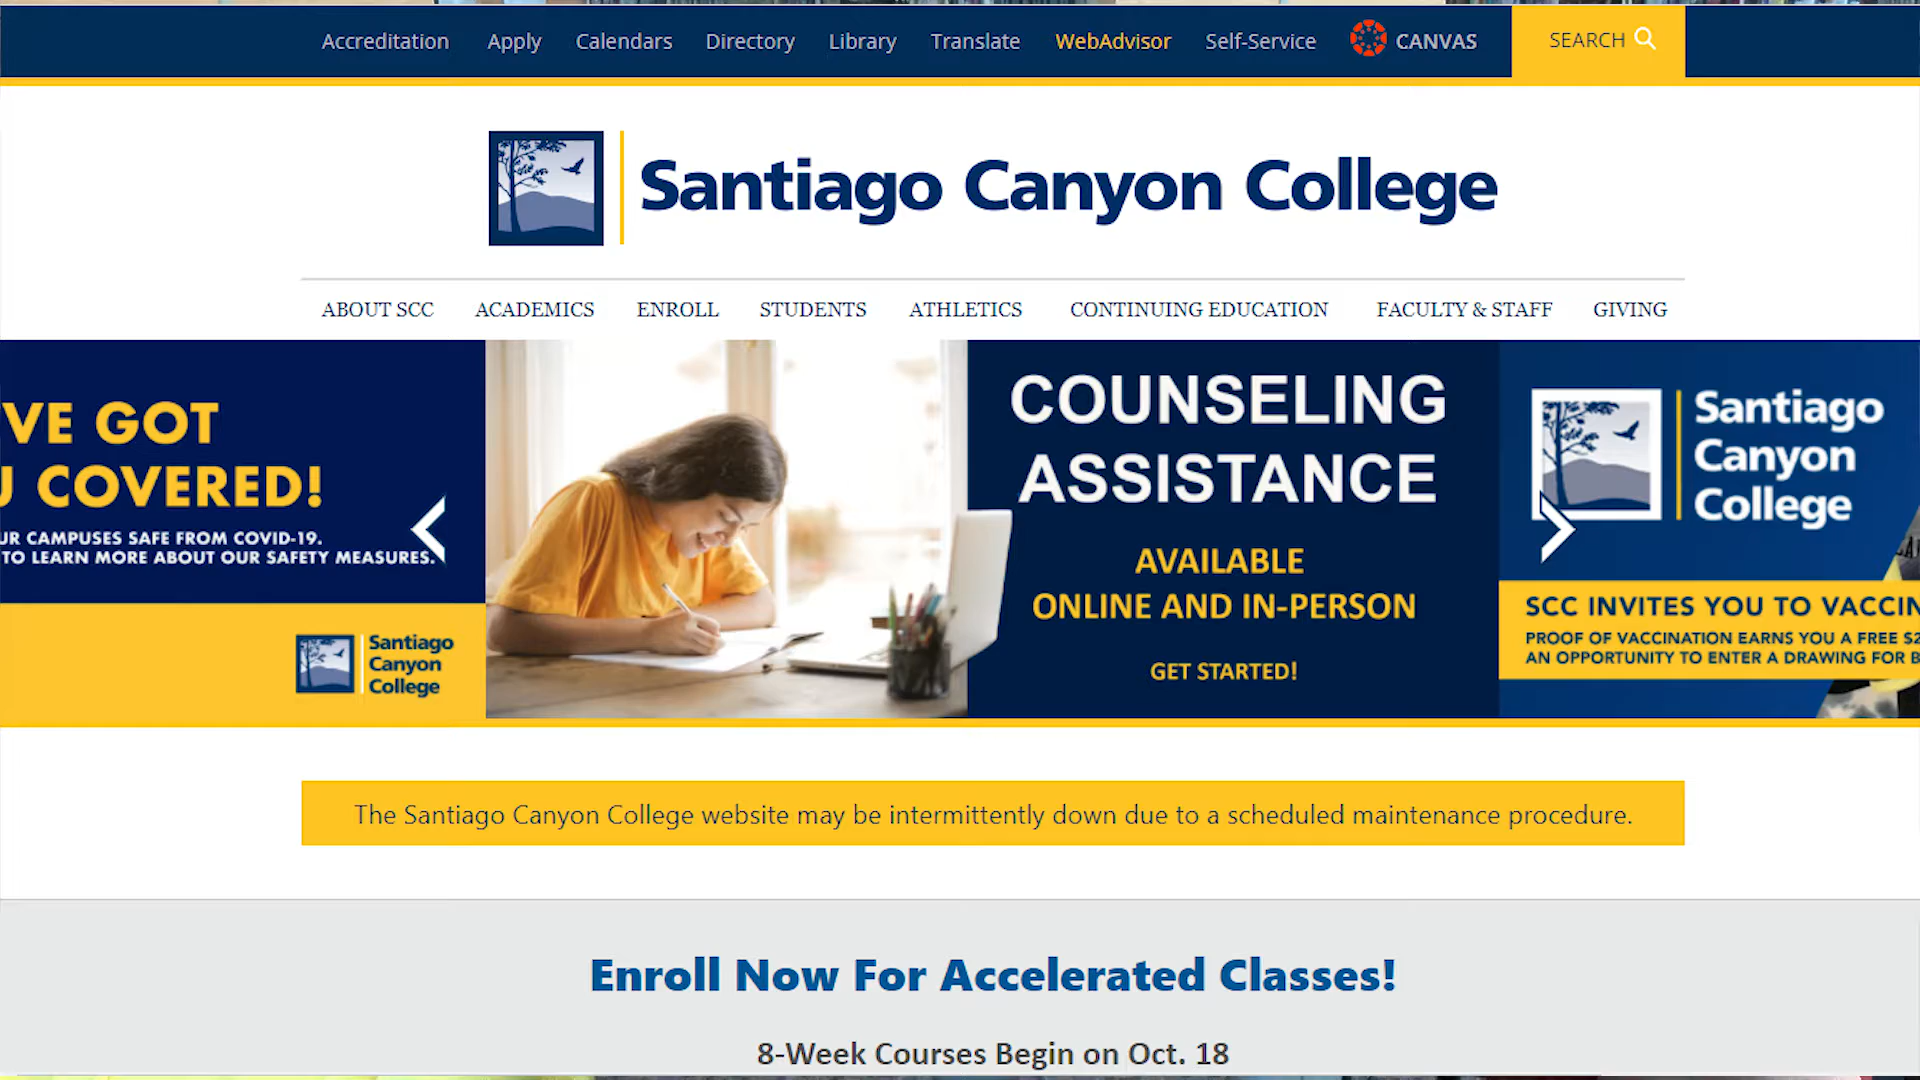 Accreditation Apply Calendars Directory Library Translate WebAdvisor Self-Service CANVAS SEARCH
Santiago Canyon College
ABOUT SCC ACADEMICS ENROLL STUDENTS ATHLETICS CONTINUING EDUCATION FACULTY & STAFF GIVING
VE GOT
COVERED!
UR CAMPUSES SAFE FROM COVID-19.
TO LEARN MORE ABOUT OUR SAFETY MEASURES.
Santiago
Canyon
College
COUNSELING
ASSISTANCE
AVAILABLE
ONLINE AND IN-PERSON
GET STARTED!
Santiago
Canyon
College
SCC INVITES YOU TO VACCIN
PROOF OF VACCINATION EARNS YOU A FREE $2
AN OPPORTUNITY TO ENTER A DRAWING FOR B
The Santiago Canyon College website may be intermittently down due to a scheduled maintenance procedure.
Enroll Now For Accelerated Classes!
8-Week Courses Begin on Oct. 18